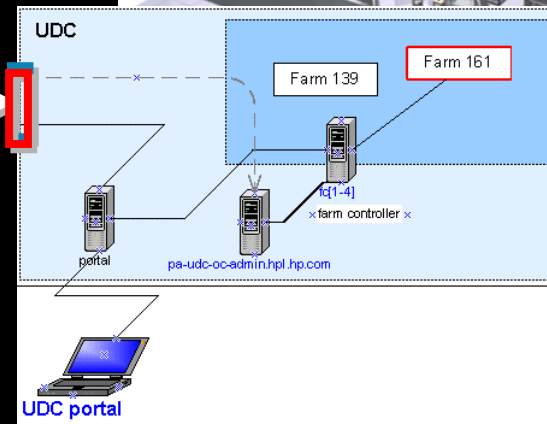 UDC
Farm 139
Farm 161
fc[1-4]
farm controller
portal
pa-udc-oc-admin.hpl.hp.com
UDC portal